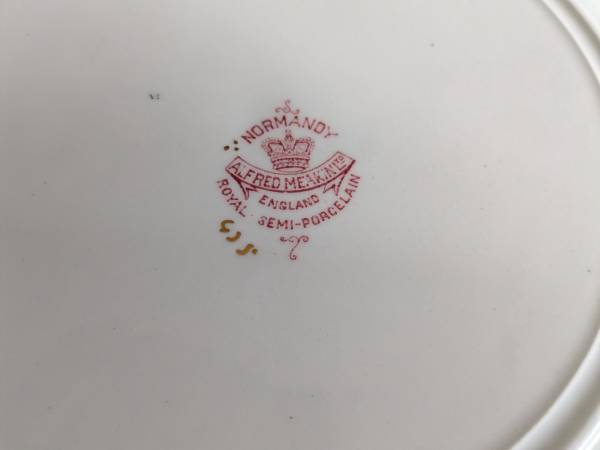 NORMANDY
ALFRED MEAKIN LTD
ENGLAND
ROYAL SEMI-PORCELAIN